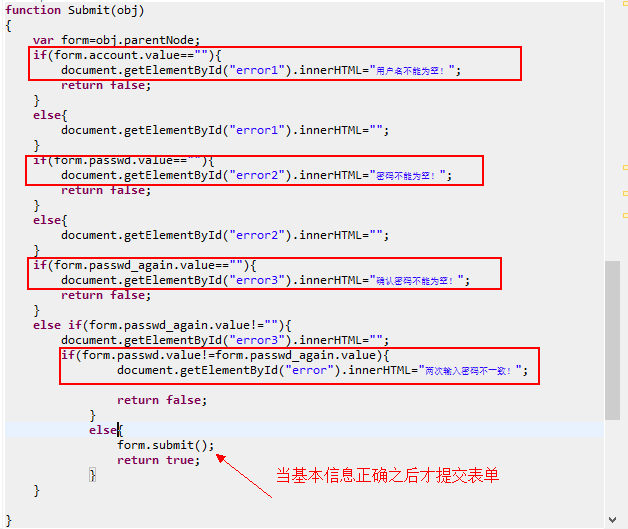 function Submit(obj)
{
var form=obj.parentNode;
if(form.account.value==""){
document.getElementById("error1").innerHTML="用户名不能为空！";
return false;
}
else{
document.getElementById("error1").innerHTML="";
}
if(form.passwd.value==""){
document.getElementById("error2").innerHTML="密码不能为空！";
return false;
}
else{
document.getElementById("error2").innerHTML="";
}
if(form.passwd_again.value==""){
document.getElementById("error3").innerHTML="确认密码不能为空！";
return false;
}
else if(form.passwd_again.value!=""){
document.getElementById("error3").innerHTML="";
if(form.passwd.value!=form.passwd_again.value){
document.getElementById("error").innerHTML="两次输入密码不一致！";
return false;
}
else{
form.submit();
return true;
}
当基本信息正确之后才提交表单
}
}